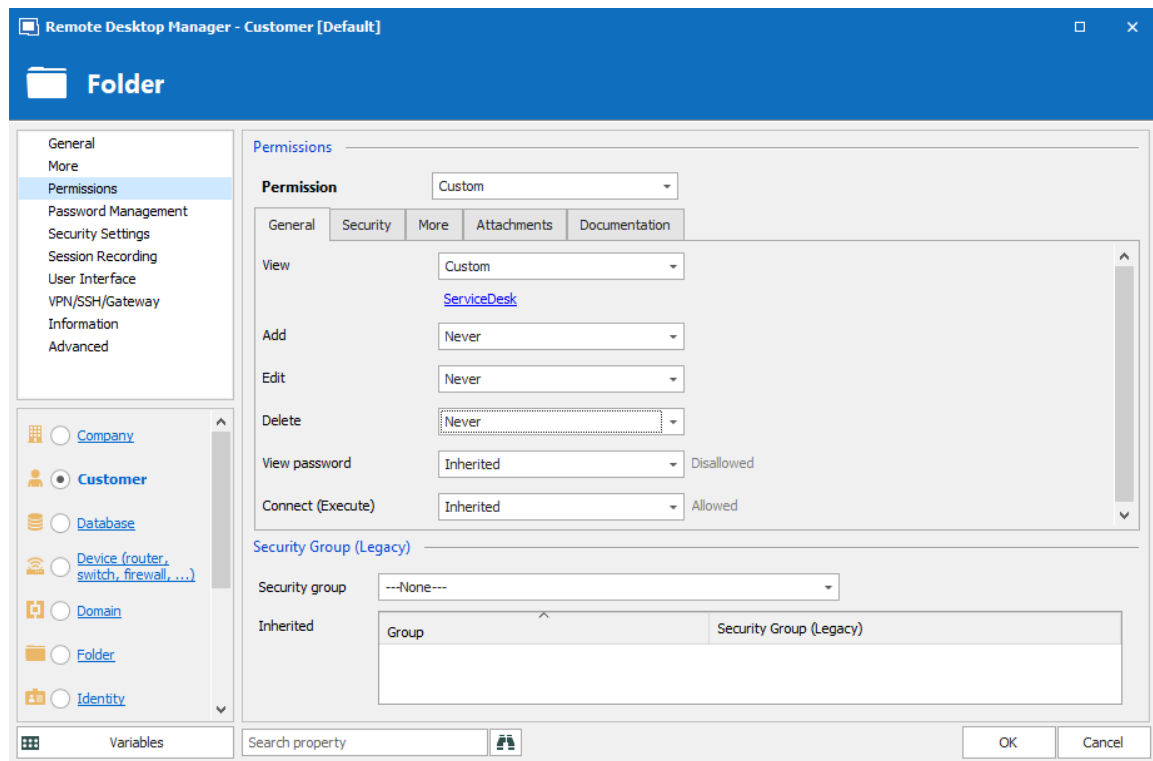 Remote Desktop Manager - Customer [Default]
Folder
General
More
Permissions
Password Management
Security Settings
Session Recording
User Interface
VPN/SSH/Gateway
Information
Advanced
Company
Customer
Database
Device (router,
switch, firewall, ...)
Domain
Folder
Identity
Variables
Permissions
Permission Custom
General Security More Attachments Documentation
View Custom
ServiceDesk
Add Never
Edit Never
Delete Never
View password Inherited Disallowed
Connect (Execute) Inherited Allowed
Security Group (Legacy)
Security group ---None---
Inherited
Group Security Group (Legacy)
Search property
OK Cancel